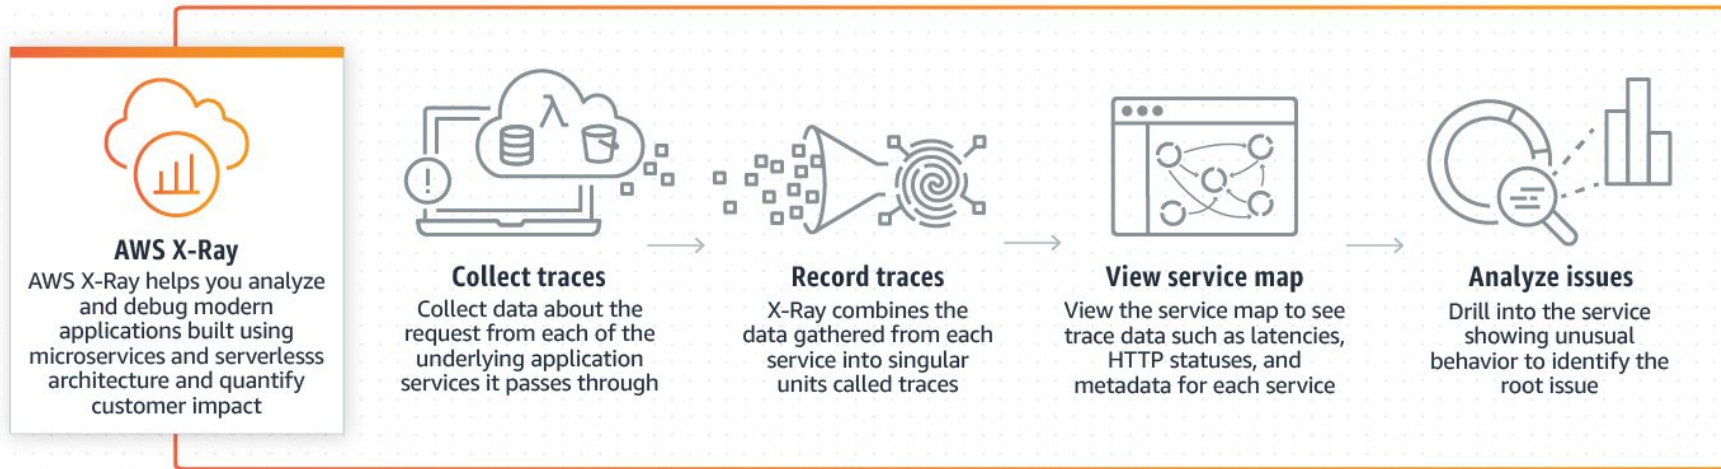 AWS X-Ray
AWS X-Ray helps you analyze
and debug modern
applications built using
microservices and serverlesss
architecture and quantify
customer impact
Collect traces
Collect data about the
request from each of the
underlying application
services it passes through
Record traces
X-Ray combines the
data gathered from each
service into singular
units called traces
View service map
View the service map to see
trace data such as latencies,
HTTP statuses, and
metadata for each service
Analyze issues
Drill into the service
showing unusual
behavior to identify the
root issue